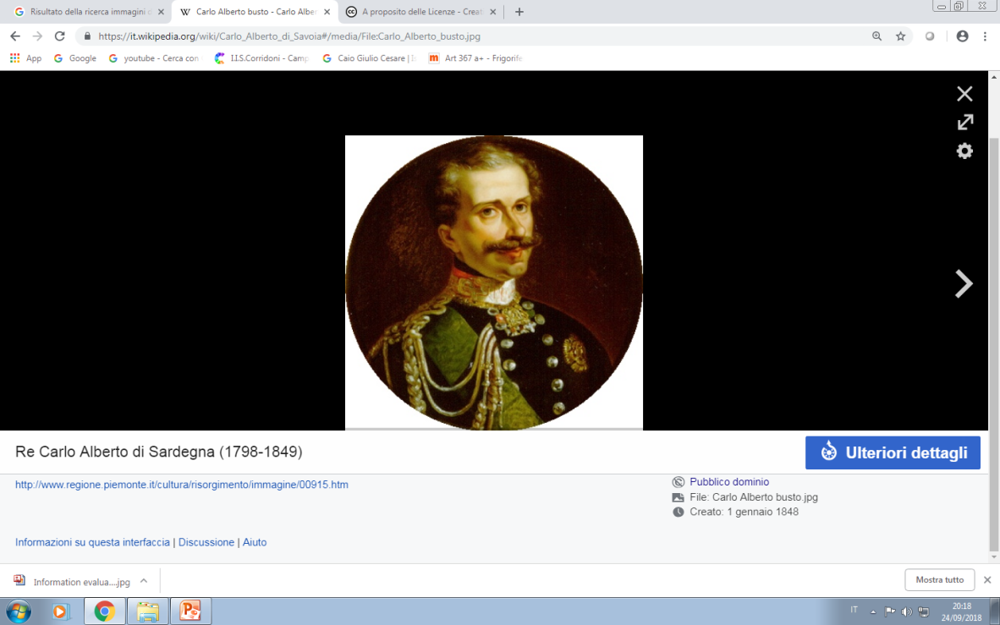 Risultato della ricerca immagini d
Carlo Alberto busto - Carlo Alber
A proposito delle Licenze - Creat
https://it.wikipedia.org/wiki/Carlo_Alberto_di_Savoia#/media/File:Carlo_Alberto_busto.jpg
App
Google
youtube - Cerca con
I.I.S.Corridoni - Camp
Caio Giulio Cesare | Is
Art 367 a+ - Frigorife
Re Carlo Alberto di Sardegna (1798-1849)
Ulteriori dettagli
http://www.regione.piemonte.it/cultura/risorgimento/immagine/00915.htm
Pubblico dominio
File: Carlo Alberto busto.jpg
Creato: 1 gennaio 1848
Informazioni su questa interfaccia | Discussione | Aiuto
Information evalua....jpg
Mostra tutto
IT
20:18
24/09/2018